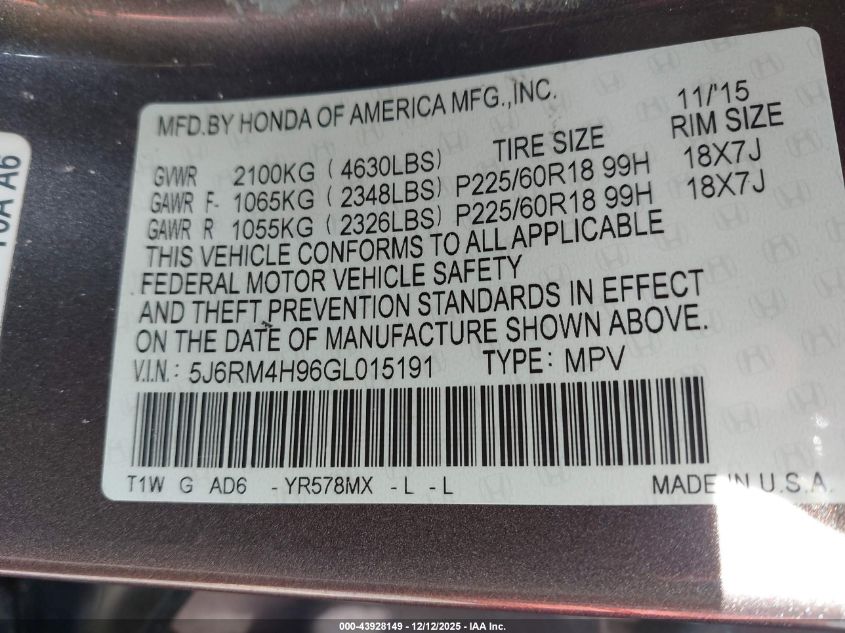 MFD.BY HONDA OF AMERICA MFG.,INC. 11/'15
TIRE SIZE RIM SIZE
GVWR 2100KG ( 4630LBS)
GAWR F- 1065KG ( 2348LBS) P225/60R18 99H 18X7J
GAWR R 1055KG ( 2326LBS) P225/60R18 99H 18X7J
THIS VEHICLE CONFORMS TO ALL APPLICABLE
FEDERAL MOTOR VEHICLE SAFETY
AND THEFT PREVENTION STANDARDS IN EFFECT
ON THE DATE OF MANUFACTURE SHOWN ABOVE.
V.I.N.: 5J6RM4H96GL015191 TYPE: MPV
T1W G AD6 -YR578MX -L -L MADE IN U.S.A.
000-43928149 - 12/12/2025 - IAA Inc.